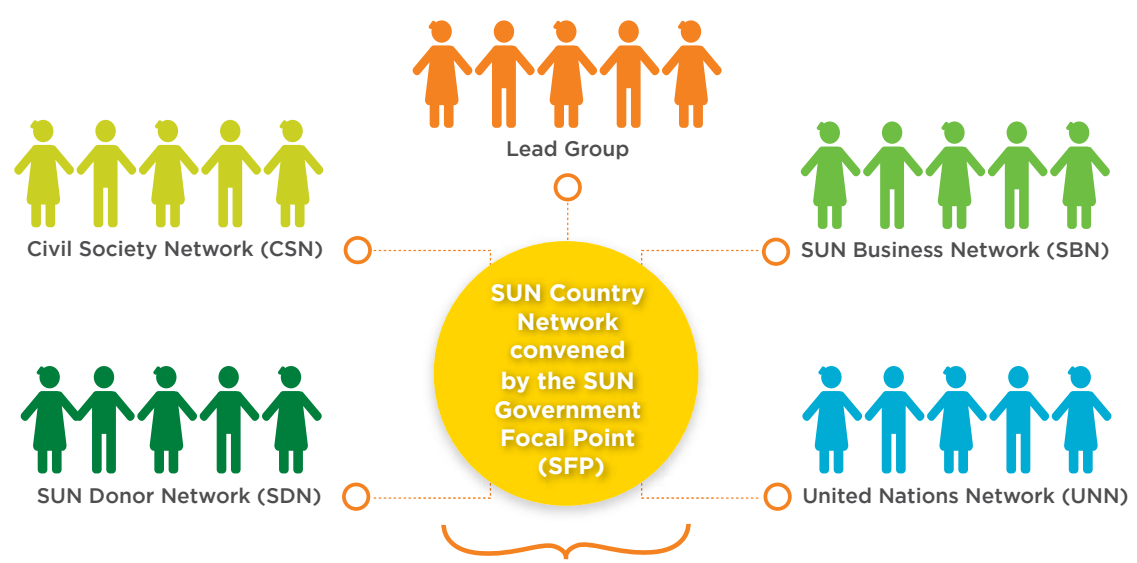 Lead Group
Civil Society Network (CSN)
SUN Business Network (SBN)
SUN Country
Network
convened
by the SUN
Government
Focal Point
(SFP)
SUN Donor Network (SDN)
United Nations Network (UNN)